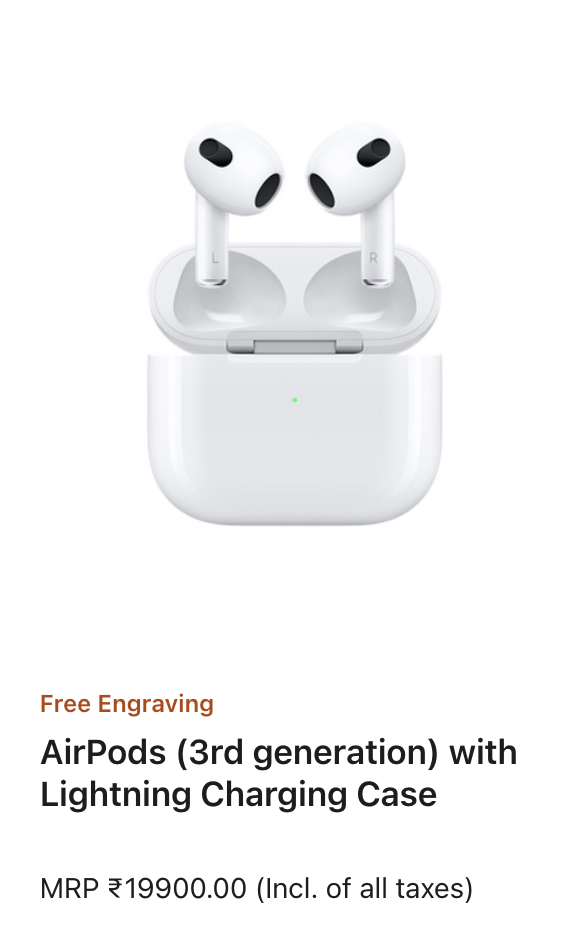 L
R
Free Engraving
AirPods (3rd generation) with
Lightning Charging Case
MRP ₹19900.00 (Incl. of all taxes)